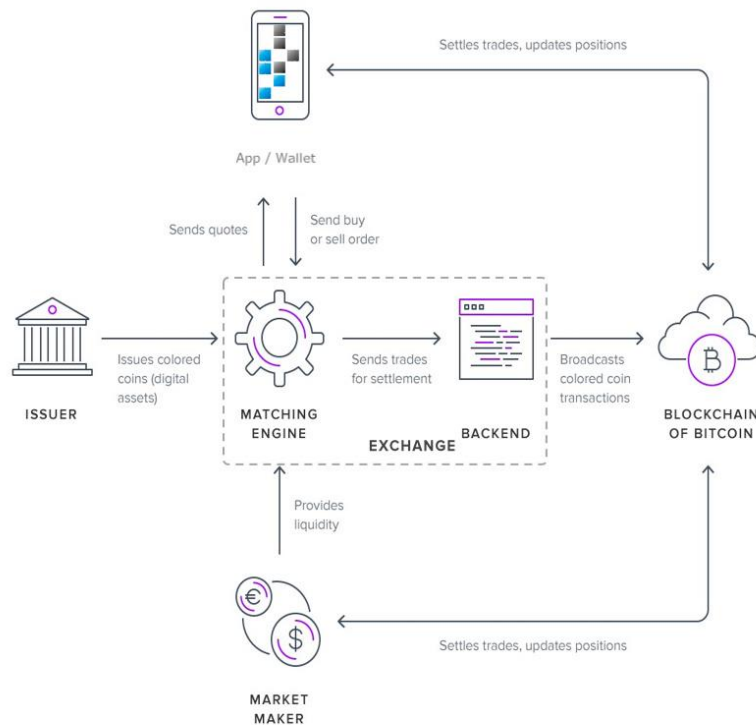 Settles trades, updates positions
App / Wallet
Sends quotes
Send buy
or sell order
Issues colored
coins (digital
assets)
Sends trades
for settlement
Broadcasts
colored coin
transactions
ISSUER
MATCHING
ENGINE
BACKEND
EXCHANGE
BLOCKCHAIN
OF BITCOIN
Provides
liquidity
€
$
Settles trades, updates positions
MARKET
MAKER